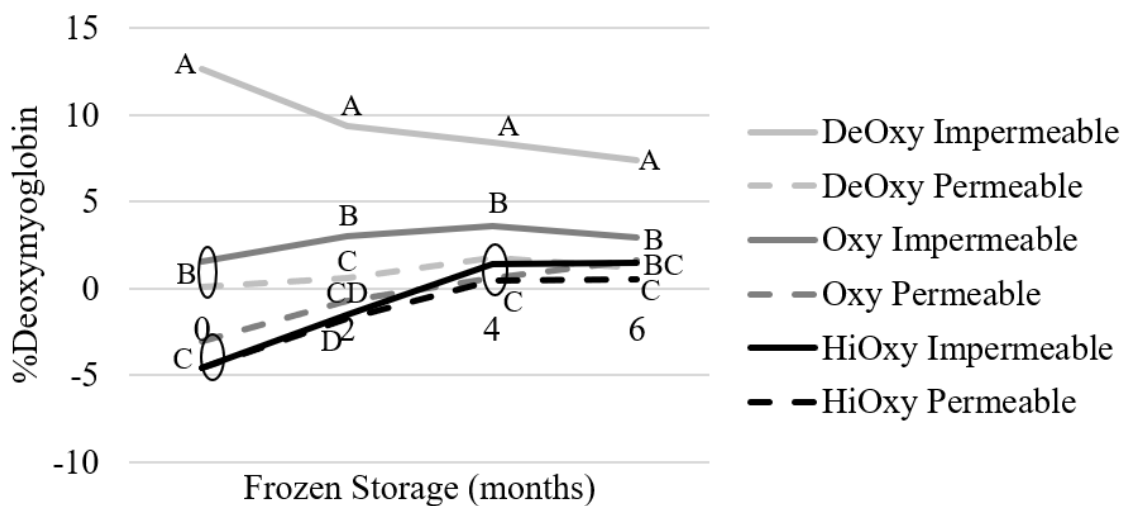 15
10
5
0
-5
-10
%Deoxymyoglobin
A
A
A
A
B
B
B
B
C
BC
CD
C
C
D
C
0
2
4
6
Frozen Storage (months)
DeOxy Impermeable
DeOxy Permeable
Oxy Impermeable
Oxy Permeable
HiOxy Impermeable
HiOxy Permeable